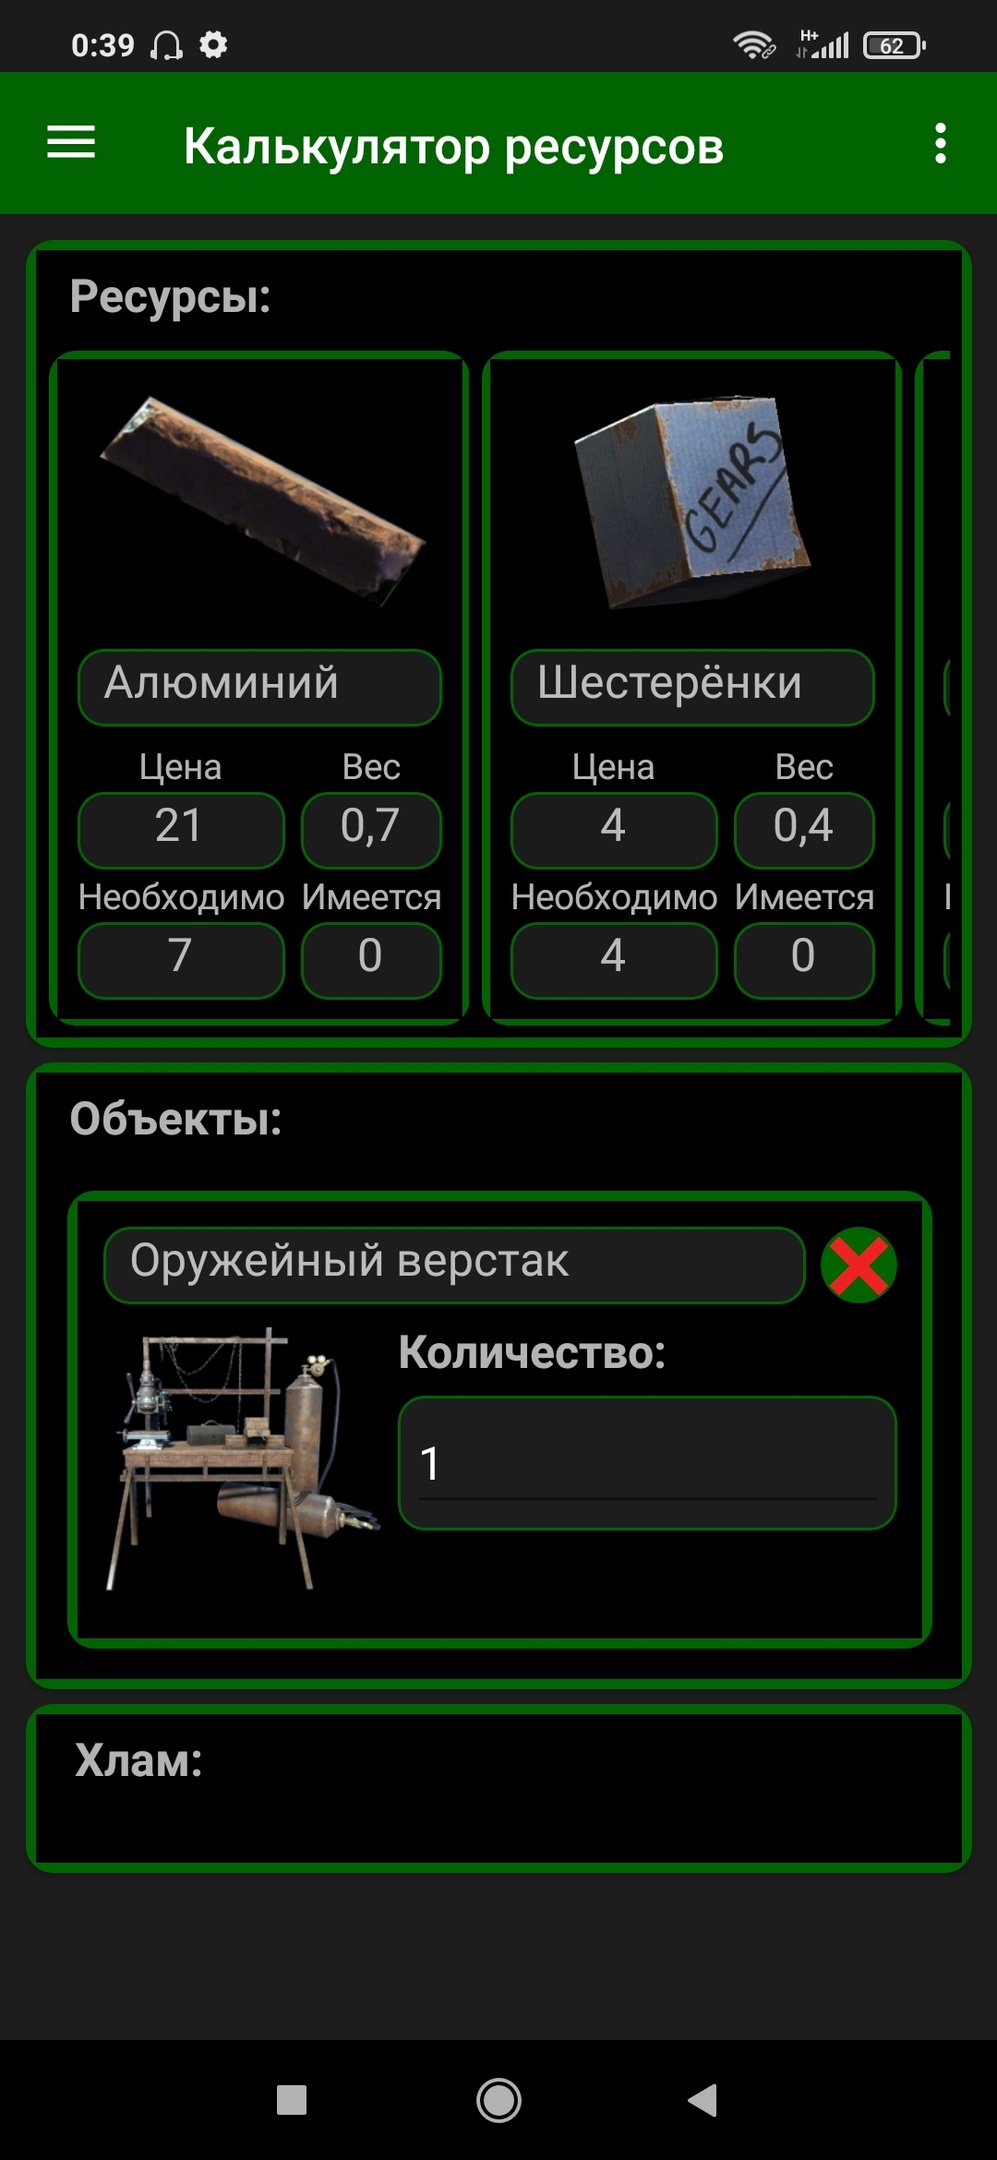 0:39 H+ 62
Калькулятор ресурсов
Ресурсы:
GEARS
Алюминий Шестерёнки
Цена Вес Цена Вес
21 0,7 4 0,4
Необходимо Имеется Необходимо Имеется
7 0 4 0
Объекты:
Оружейный верстак
Количество:
1
Хлам: